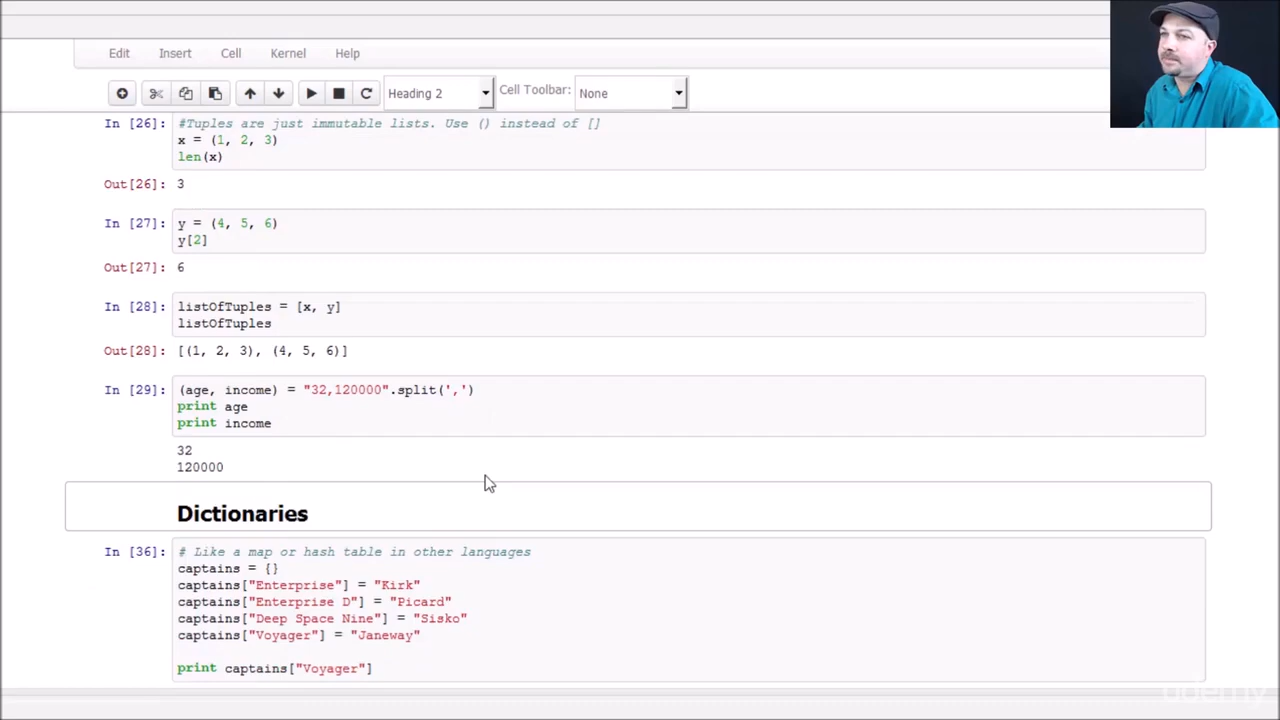 Edit Insert Cell Kernel Help
Heading 2 Cell Toolbar: None
In [26]: #Tuples are just immutable lists. Use () instead of []
x = (1, 2, 3)
len(x)
Out[26]: 3
In [27]: y = (4, 5, 6)
y[2]
Out[27]: 6
In [28]: listOfTuples = [x, y]
listOfTuples
Out[28]: [(1, 2, 3), (4, 5, 6)]
In [29]: (age, income) = "32,120000".split(',')
print age
print income
32
120000
Dictionaries
In [36]: # Like a map or hash table in other languages
captains = {}
captains["Enterprise"] = "Kirk"
captains["Enterprise D"] = "Picard"
captains["Deep Space Nine"] = "Sisko"
captains["Voyager"] = "Janeway"
print captains["Voyager"]
udemy